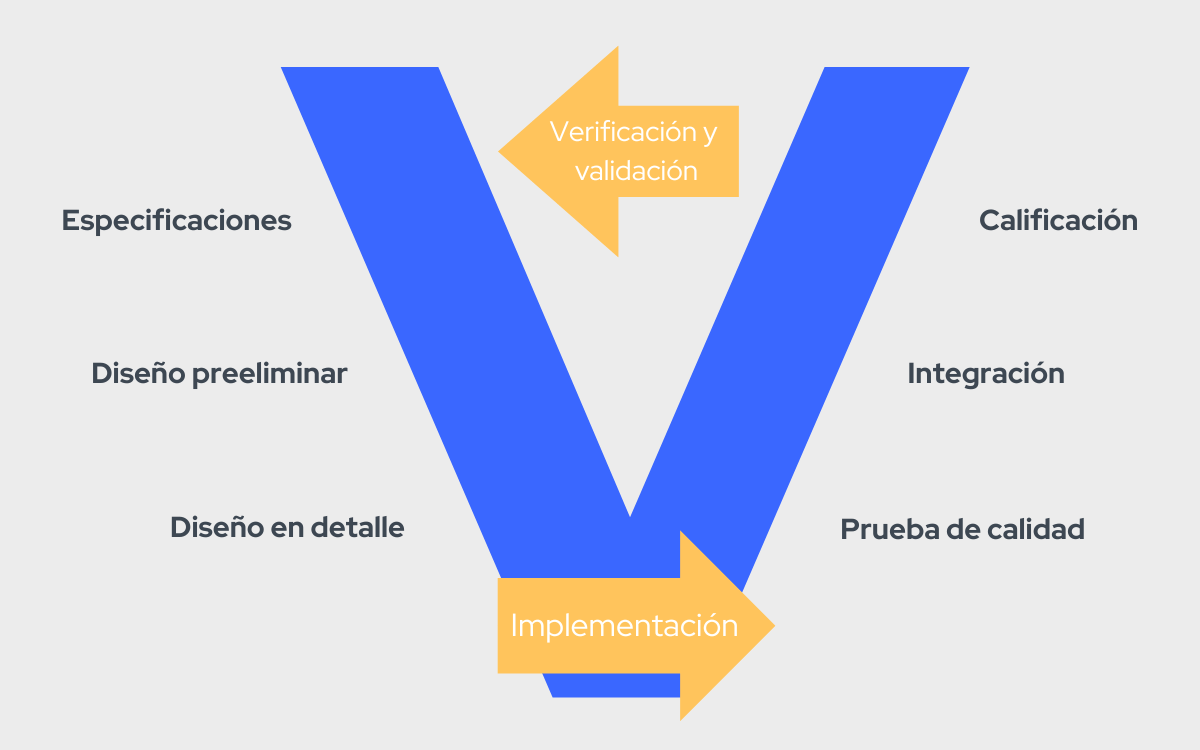 Verificación y
validación
Especificaciones
Calificación
Diseño preeliminar
Integración
Diseño en detalle
Prueba de calidad
Implementación